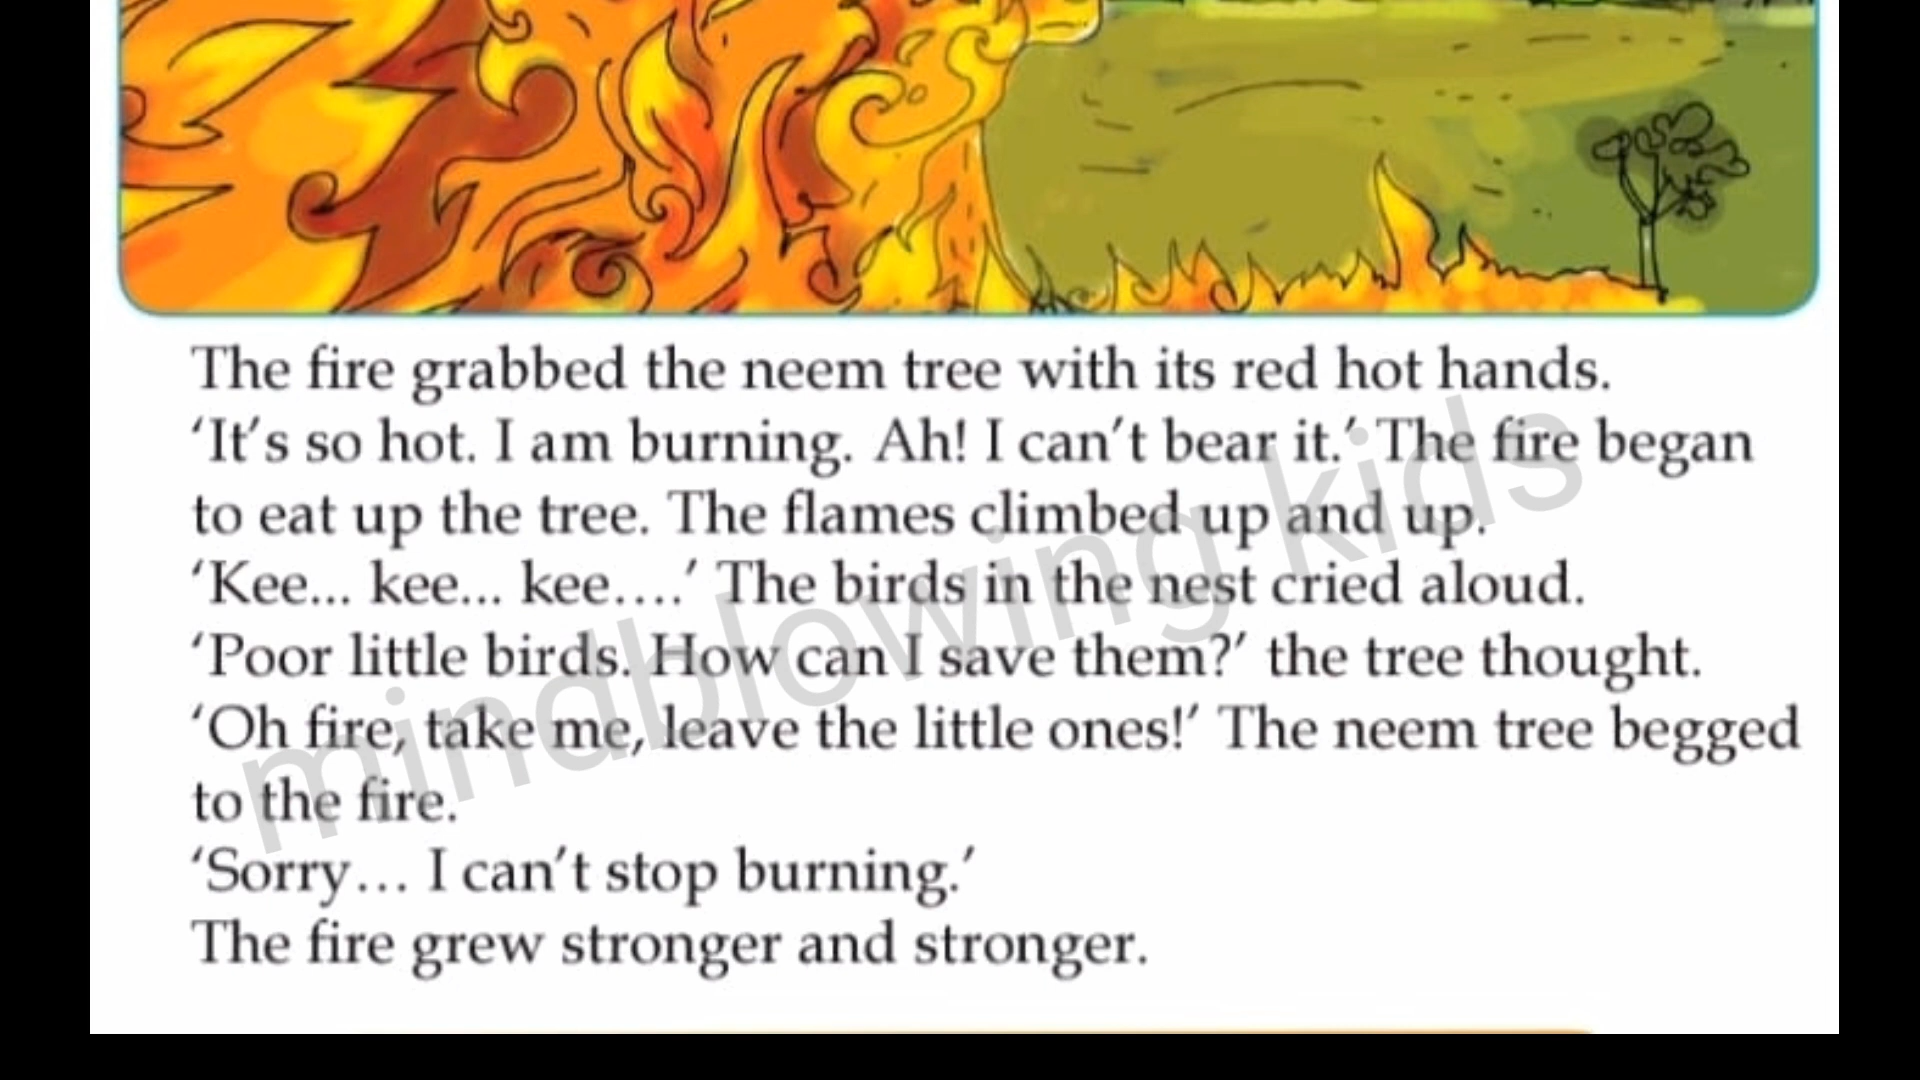 The fire grabbed the neem tree with its red hot hands.
‘It’s so hot. I am burning. Ah! I can’t bear it.’ The fire began
to eat up the tree. The flames climbed up and up.
‘Kee... kee... kee….’ The birds in the nest cried aloud.
‘Poor little birds. How can I save them?’ the tree thought.
‘Oh fire, take me, leave the little ones!’ The neem tree begged
to the fire.
‘Sorry… I can’t stop burning.’
The fire grew stronger and stronger.
mindblowing kids